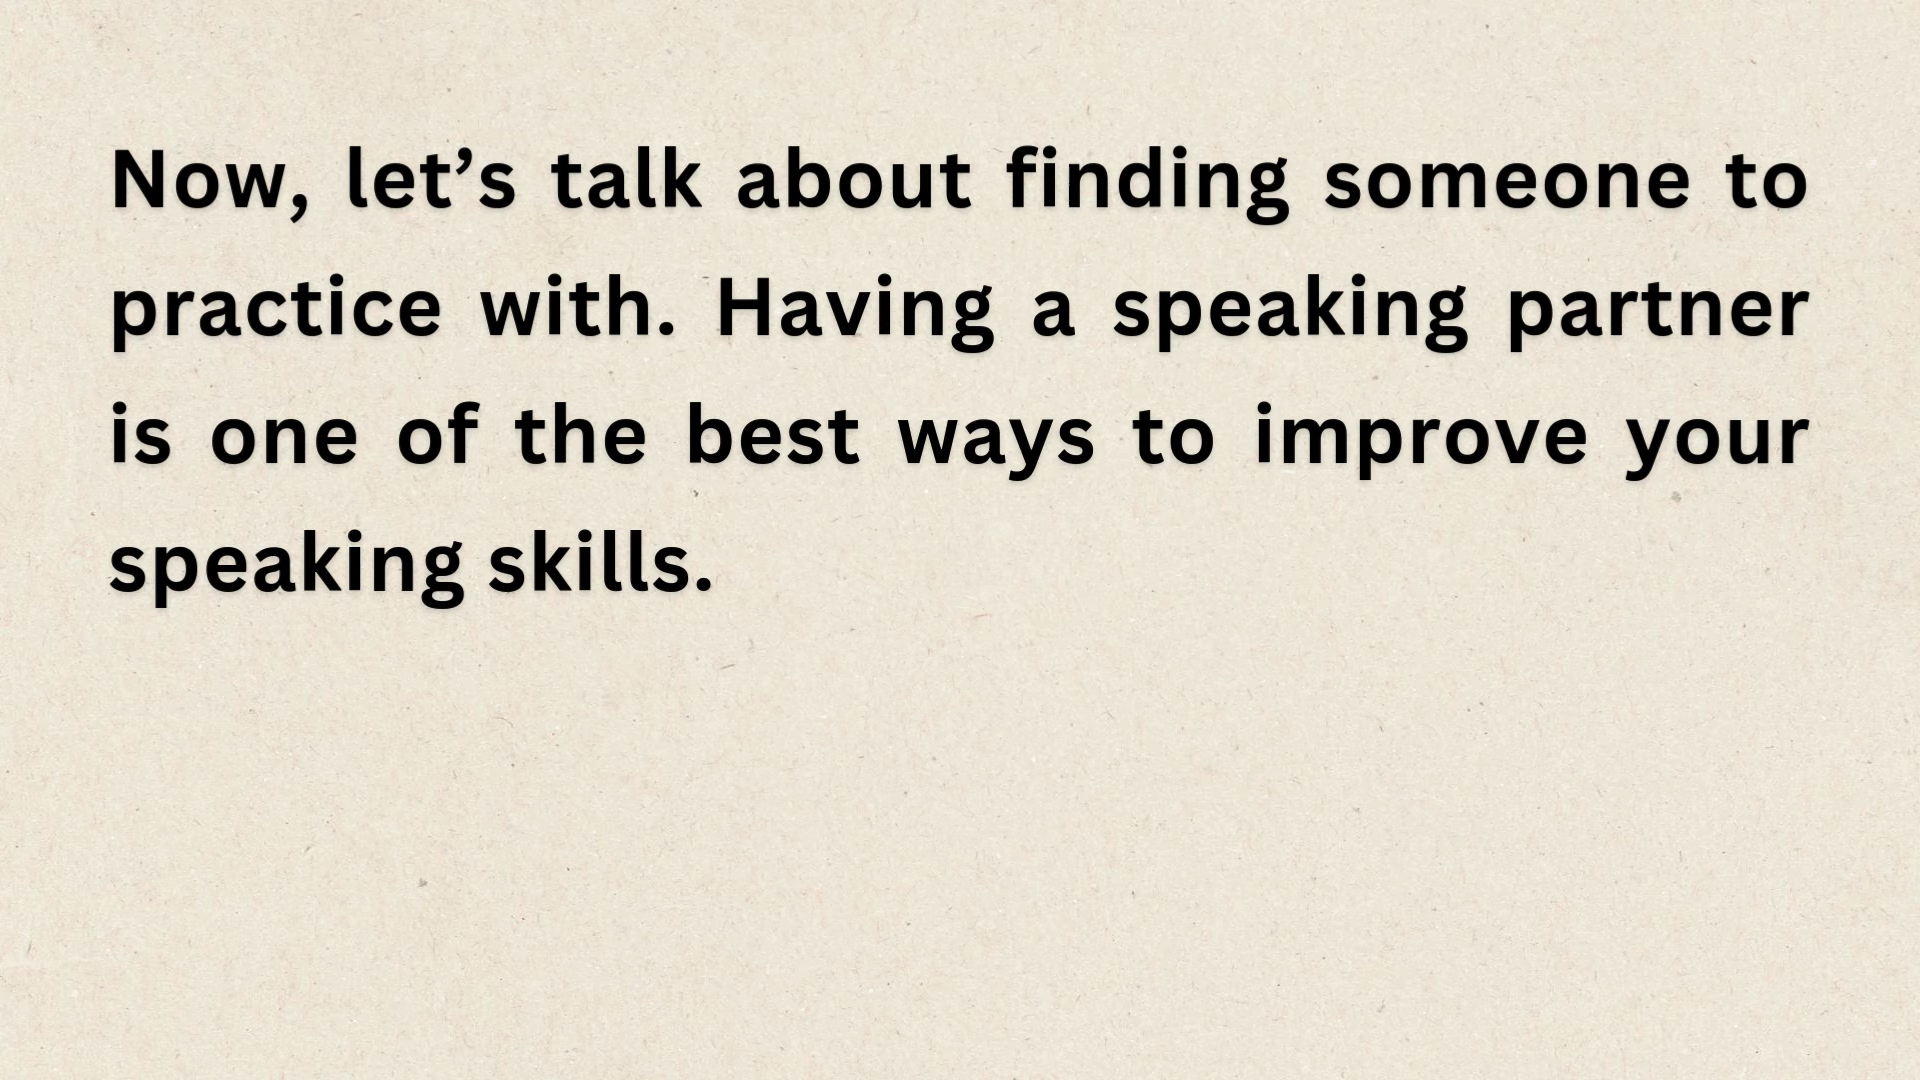 Now, let’s talk about finding someone to
practice with. Having a speaking partner
is one of the best ways to improve your
speaking skills.